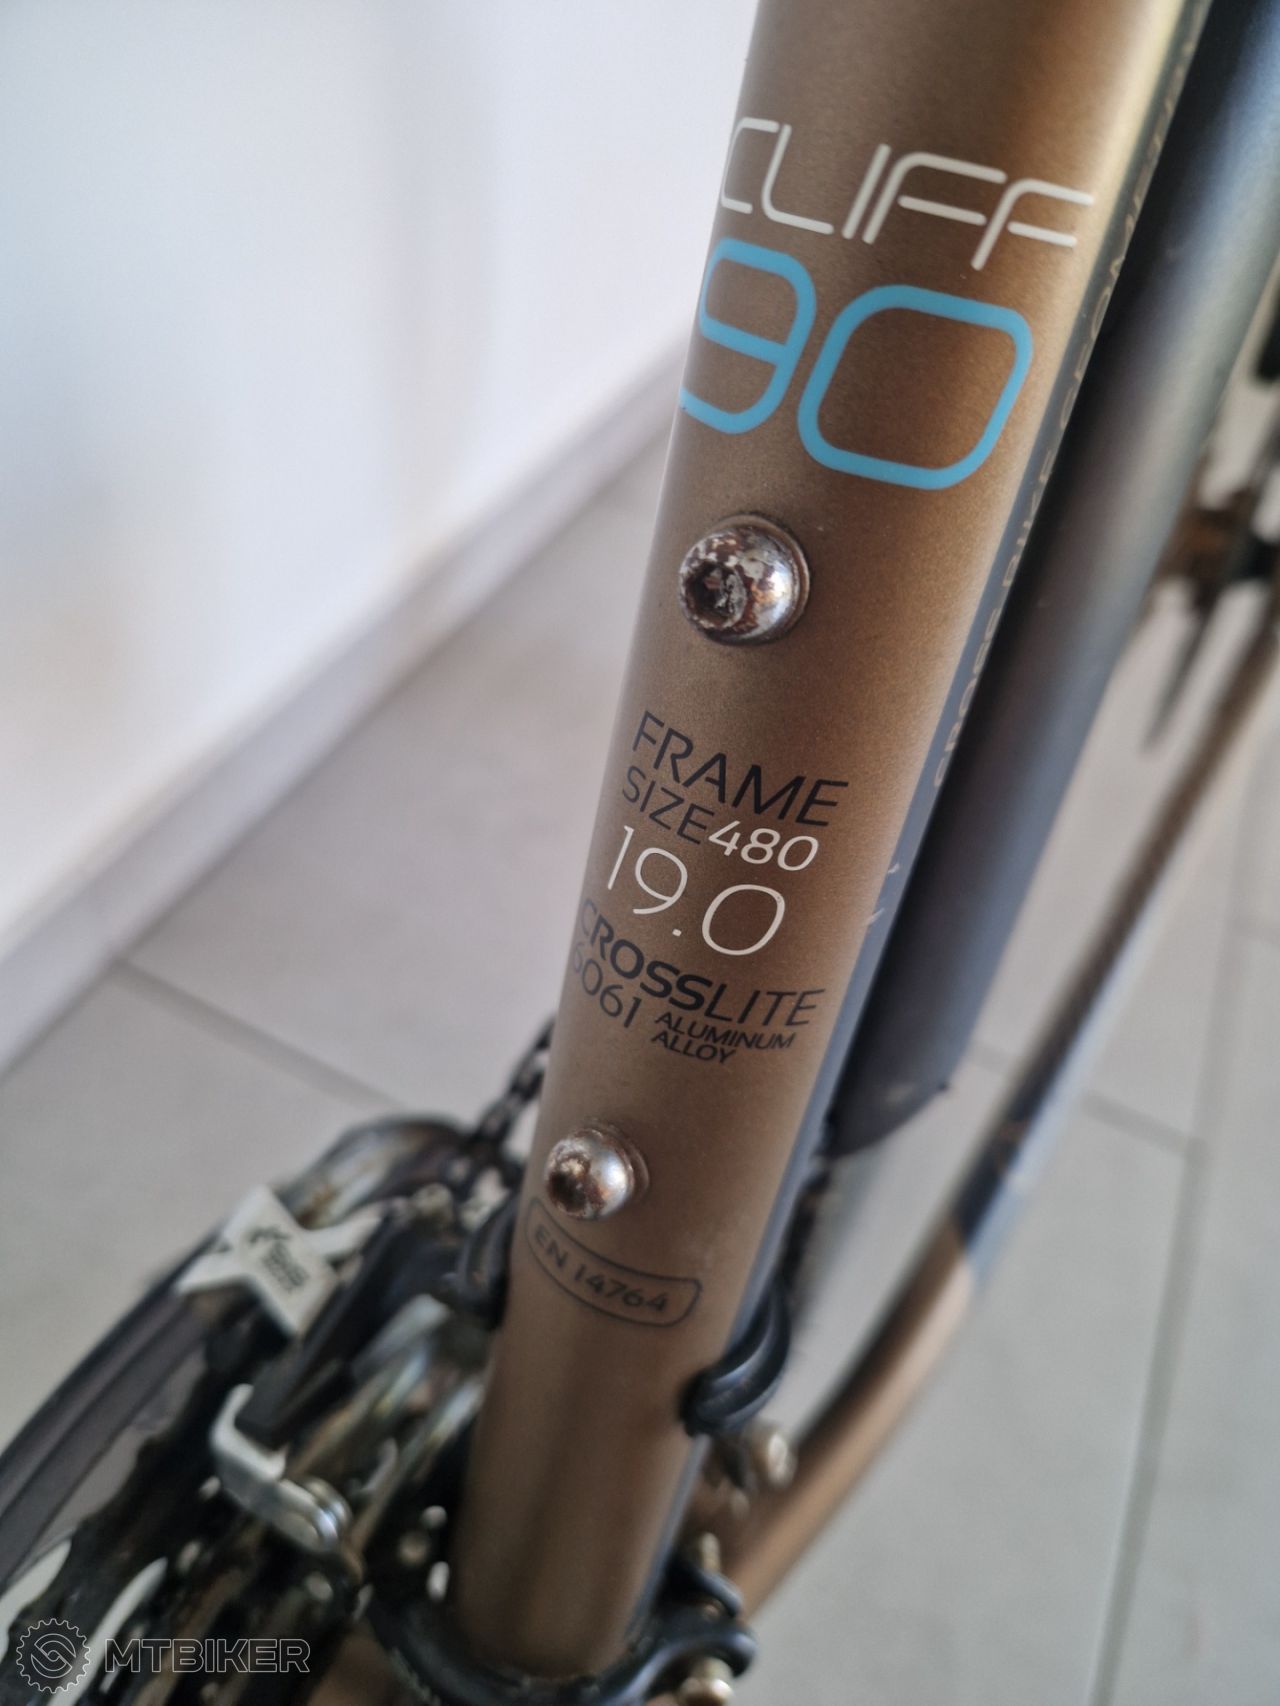 CLIFF
90
FRAME
SIZE 480
19.0
CROSSLITE
6061 ALUMINUM
ALLOY
EN 14764
MTBIKER